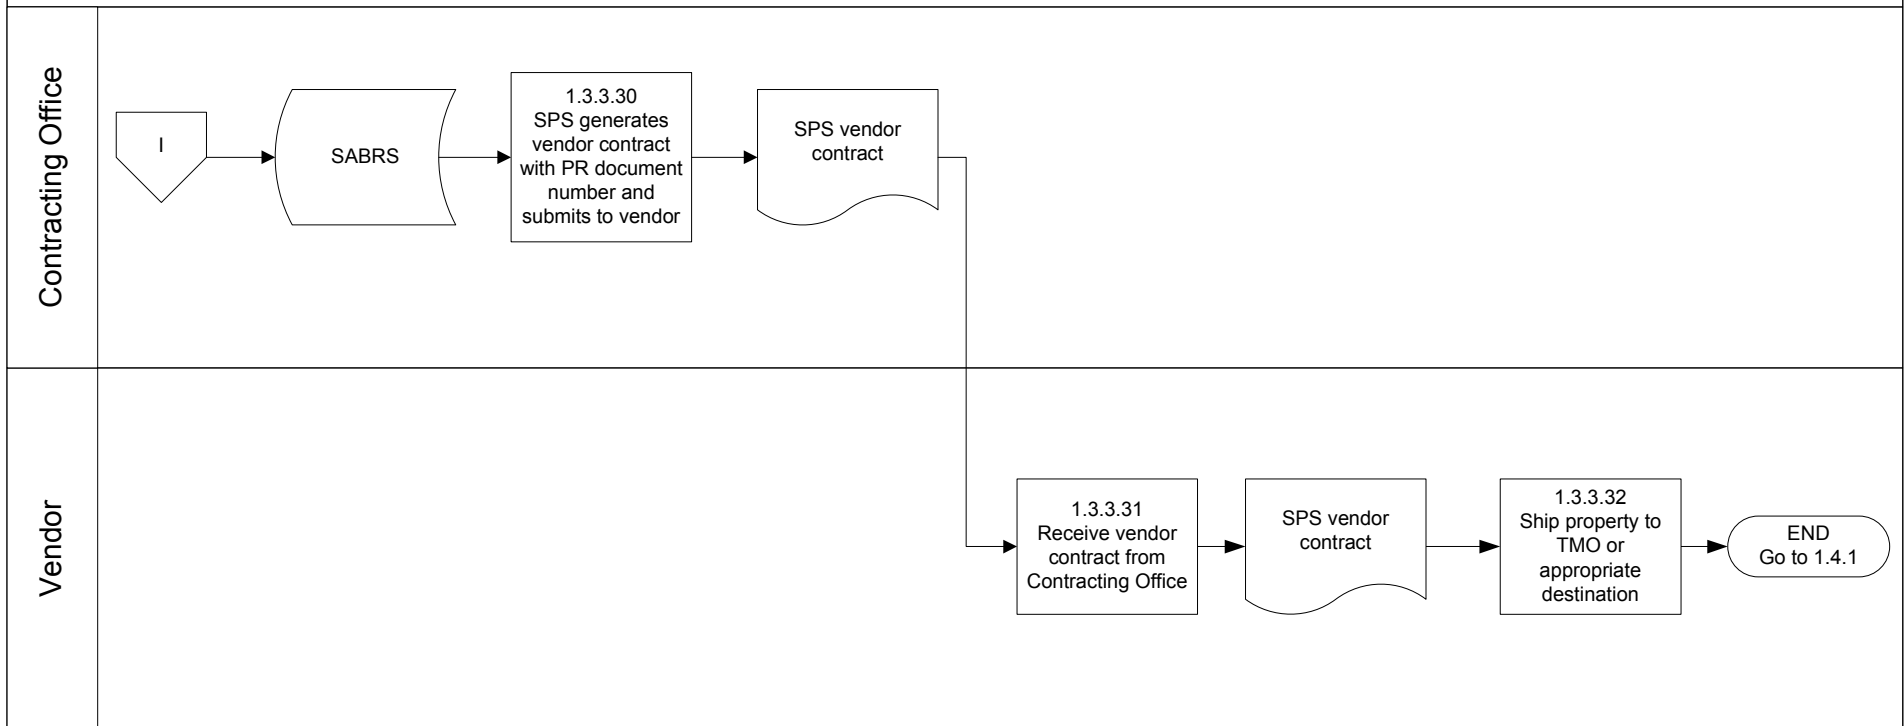 Contracting Office
I
SABRS
1.3.3.30
SPS generates
vendor contract
with PR document
number and
submits to vendor
SPS vendor
contract
Vendor
1.3.3.31
Receive vendor
contract from
Contracting Office
SPS vendor
contract
1.3.3.32
Ship property to
TMO or
appropriate
destination
END
Go to 1.4.1